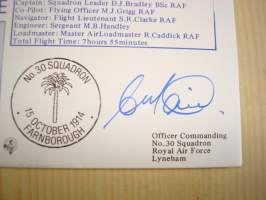 Captain: Squadron Leader D.J.Bradley BSc RAF
Co-Pilot: Flying Officer M.J.Grigg RAF
Navigator: Flight Lieutenant S.R.Clarke RAF
Engineer: Sergeant M.B.Handley
Loadmaster: Master AirLoadmaster R.Caddick RAF
Total Flight Time: 7hours 55minutes
No. 30 SQUADRON
15 OCTOBER 1914
FARNBOROUGH
Officer Commanding
No.30 Squadron
Royal Air Force
Lyneham